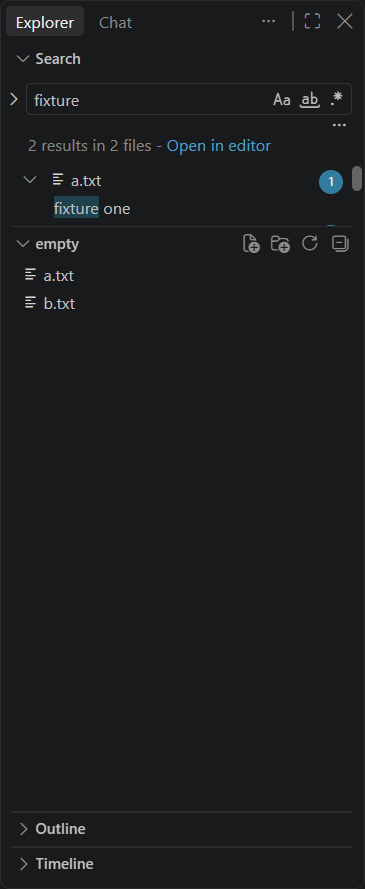 Explorer Chat
Search
fixture Aa ab .*
2 results in 2 files - Open in editor
a.txt 1
fixture one
empty
a.txt
b.txt
Outline
Timeline